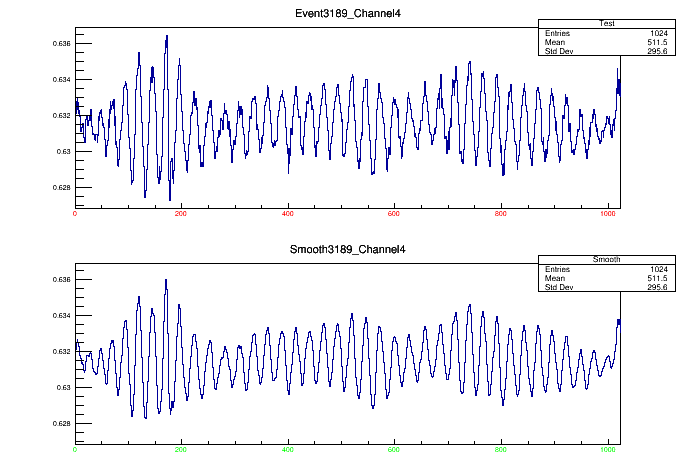 Event3189_Channel4
Test
Entries 1024
Mean 511.5
Std Dev 295.6
0.636
0.634
0.632
0.63
0.628
0 200 400 600 800 1000
Smooth3189_Channel4
Smooth
Entries 1024
Mean 511.5
Std Dev 295.6
0.636
0.634
0.632
0.63
0.628
0 200 400 600 800 1000